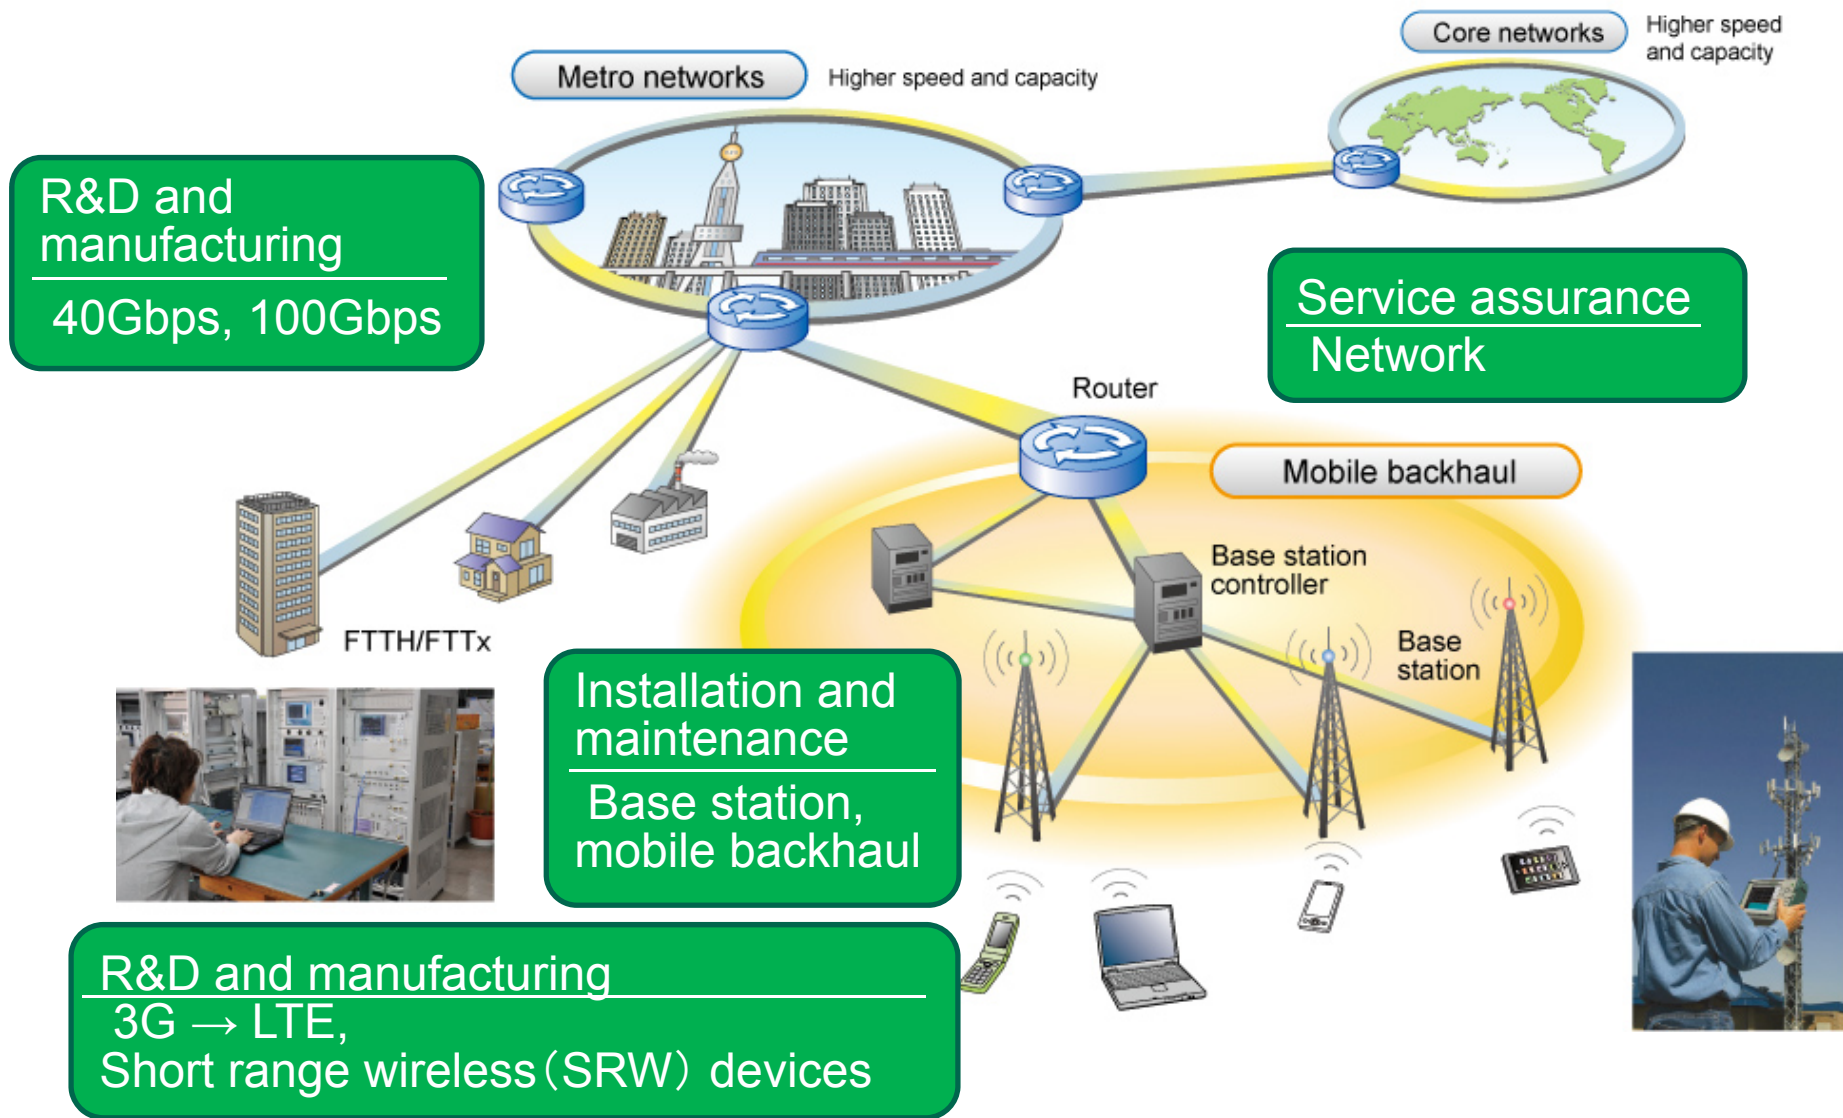 Core networks
Higher speed
and capacity
Metro networks
Higher speed and capacity
R&D and
manufacturing
40Gbps, 100Gbps
Service assurance
Network
Router
Mobile backhaul
Base station
controller
Base
station
FTTH/FTTx
Installation and
maintenance
Base station,
mobile backhaul
R&D and manufacturing
3G → LTE,
Short range wireless（SRW）devices